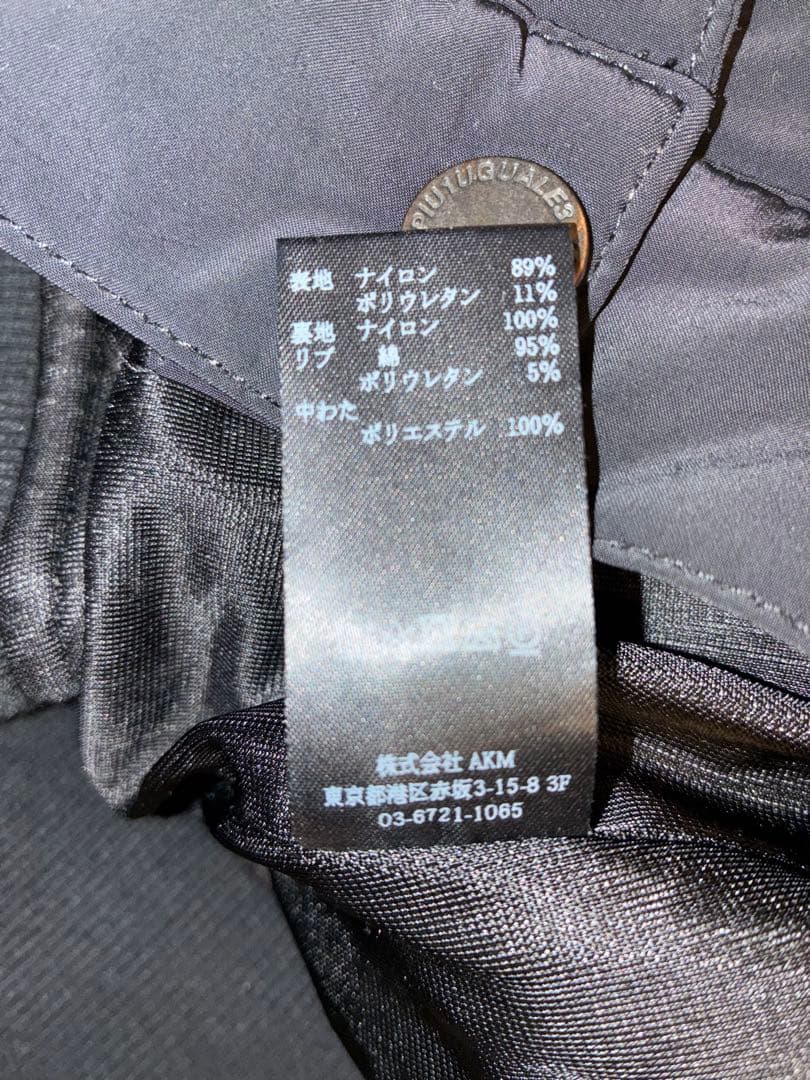 PIU1UGUALE3
表地 ナイロン 89%
ポリウレタン 11%
裏地 ナイロン 100%
リブ 綿 95%
ポリウレタン 5%
中わた
ポリエステル 100%
株式会社 AKM
東京都港区赤坂3-15-8 3F
03-6721-1065